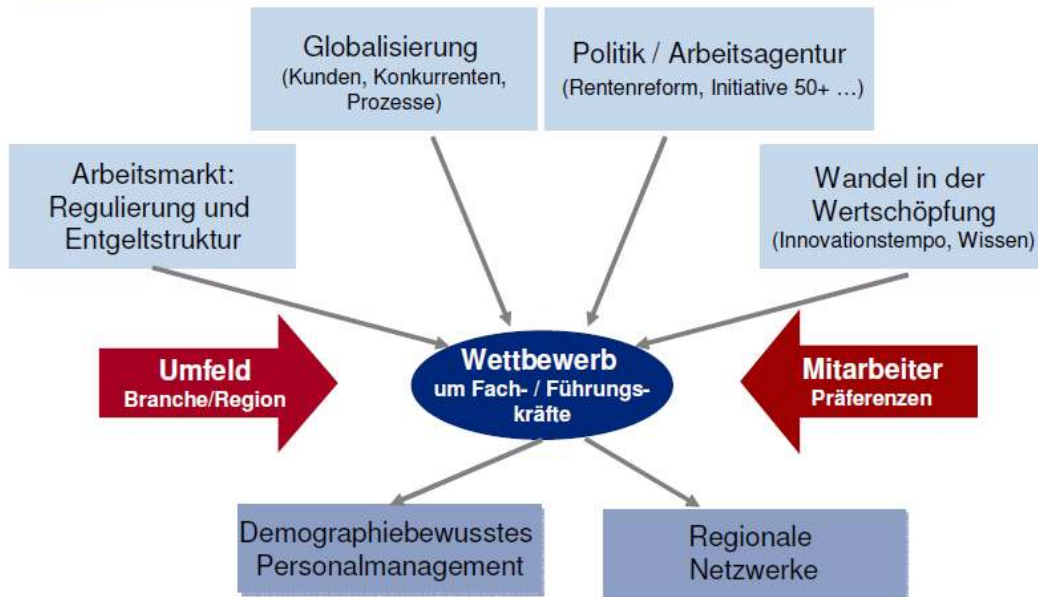 Globalisierung
(Kunden, Konkurrenten,
Prozesse)
Politik / Arbeitsagentur
(Rentenreform, Initiative 50+ …)
Arbeitsmarkt:
Regulierung und
Entgeltstruktur
Wandel in der
Wertschöpfung
(Innovationstempo, Wissen)
Umfeld
Branche/Region
Wettbewerb
um Fach- / Führungs-
kräfte
Mitarbeiter
Präferenzen
Demographiebewusstes
Personalmanagement
Regionale
Netzwerke